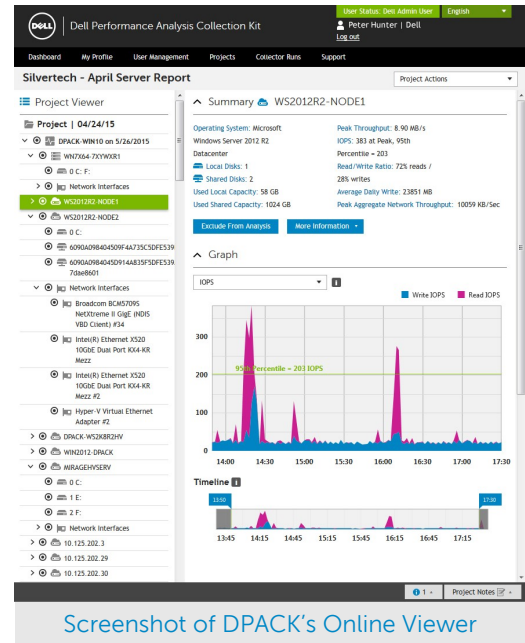 DELL
Dell Performance Analysis Collection Kit
User Status: Dell Admin User
English
Peter Hunter | Dell
Log out
Dashboard My Profile User Management Projects Collector Runs Support
Silvertech - April Server Report
Project Actions
Project Viewer
Project | 04/24/15
DPACK-WIN10 on 5/26/2015
WN7X64-7XYWXR1
0 C: F:
Network Interfaces
WS2012R2-NODE1
WS2012R2-NODE2
0 C:
6090A098404509F4A735C5DFE539
6090A0984045D914A835F5DFE539
7dae8601
Network Interfaces
Broadcom BCM5709S
NetXtreme II GigE (NDIS
VBD Client) #34
Intel(R) Ethernet X520
10GbE Dual Port KX4-KR
Mezz
Intel(R) Ethernet X520
10GbE Dual Port KX4-KR
Mezz #2
Hyper-V Virtual Ethernet
Adapter #2
DPACK-WS2K8R2HV
WIN2012-DPACK
MIRAGEHVSERV
0 C:
1 E:
2 F:
Network Interfaces
10.125.202.3
10.125.202.29
10.125.202.30
Summary WS2012R2-NODE1
Operating System: Microsoft
Windows Server 2012 R2
Datacenter
Local Disks: 1
Shared Disks: 2
Used Local Capacity: 58 GB
Used Shared Capacity: 1024 GB
Peak Throughput: 8.90 MB/s
IOPS: 383 at Peak, 95th
Percentile = 203
Read/Write Ratio: 72% reads /
28% writes
Average Daily Write: 23851 MB
Peak Aggregate Network Throughput: 10059 KB/Sec
Exclude From Analysis
More Information
Graph
IOPS
Write IOPS Read IOPS
300
200
100
0
95th Percentile = 203 IOPS
14:00 14:30 15:00 15:30 16:00 16:30 17:00 17:30
Timeline
13:50 17:30
13:45 14:15 14:45 15:15 15:45 16:15 16:45 17:15
1
Project Notes
Screenshot of DPACK's Online Viewer